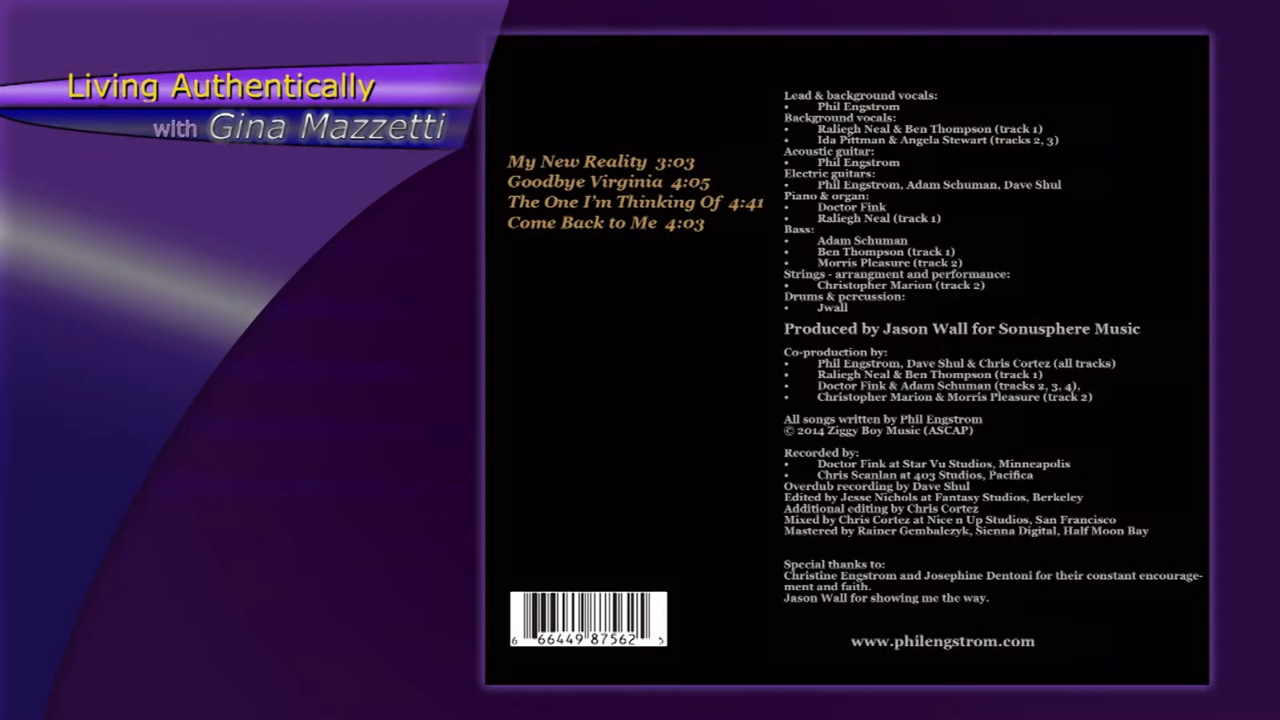 Living Authentically
with Gina Mazzetti
My New Reality 3:03
Goodbye Virginia 4:05
The One I'm Thinking Of 4:41
Come Back to Me 4:03
Lead & background vocals:
• Phil Engstrom
Background vocals:
• Raliegh Neal & Ben Thompson (track 1)
• Ida Pittman & Angela Stewart (tracks 2, 3)
Acoustic guitar:
• Phil Engstrom
Electric guitars:
• Phil Engstrom, Adam Schuman, Dave Shul
Piano & organ:
• Doctor Fink
• Raliegh Neal (track 1)
Bass:
• Adam Schuman
• Ben Thompson (track 1)
• Morris Pleasure (track 2)
Strings - arrangment and performance:
• Christopher Marion (track 2)
Drums & percussion:
• Jwall
Produced by Jason Wall for Sonusphere Music
Co-production by:
• Phil Engstrom, Dave Shul & Chris Cortez (all tracks)
• Raliegh Neal & Ben Thompson (track 1)
• Doctor Fink & Adam Schuman (tracks 2, 3, 4),
• Christopher Marion & Morris Pleasure (track 2)
All songs written by Phil Engstrom
© 2014 Ziggy Boy Music (ASCAP)
Recorded by:
• Doctor Fink at Star Vu Studios, Minneapolis
• Chris Scanlan at 403 Studios, Pacifica
Overdub recording by Dave Shul
Edited by Jesse Nichols at Fantasy Studios, Berkeley
Additional editing by Chris Cortez
Mixed by Chris Cortez at Nice n Up Studios, San Francisco
Mastered by Rainer Gembalczyk, Sienna Digital, Half Moon Bay
Special thanks to:
Christine Engstrom and Josephine Dentoni for their constant encourage-
ment and faith.
Jason Wall for showing me the way.
6 66449 87562 5
www.philengstrom.com